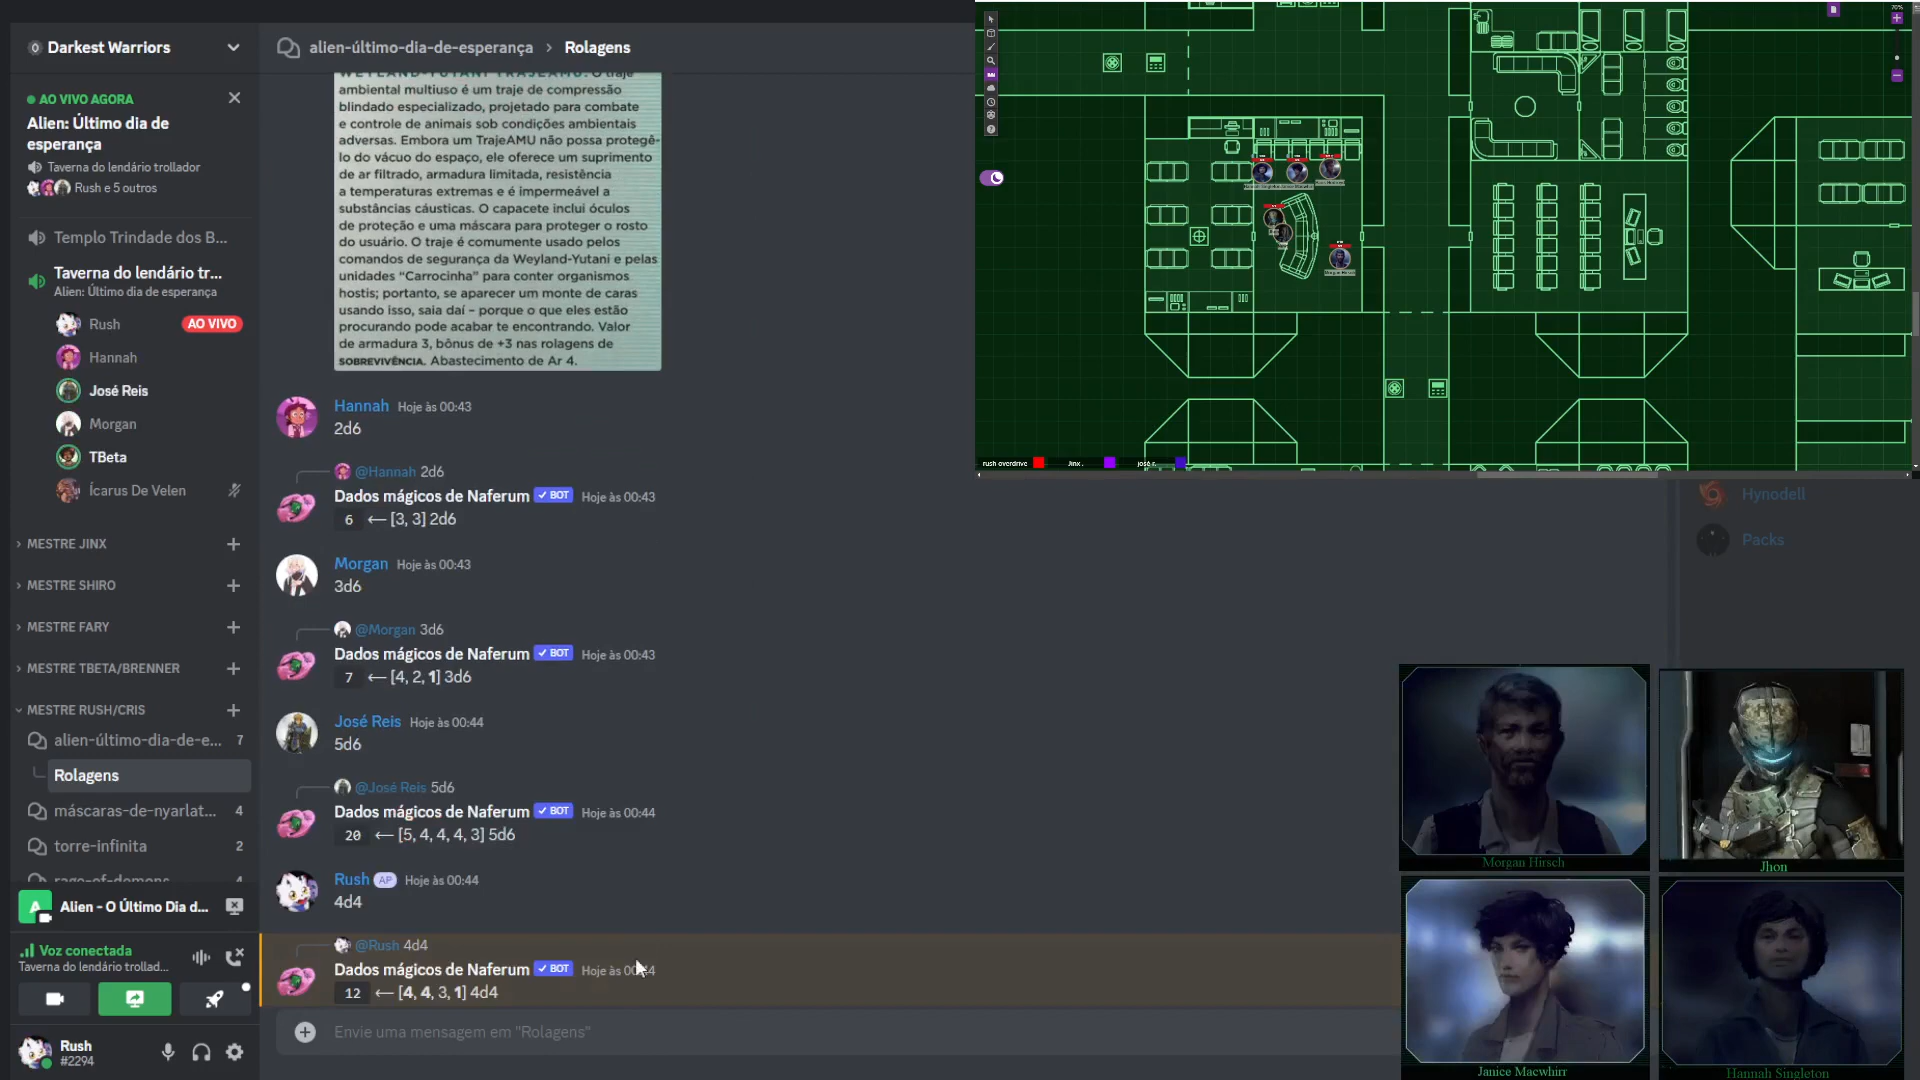 Darkest Warriors
AO VIVO AGORA
Alien: Último dia de
esperança
Taverna do lendário trollador
Rush e 5 outros
Templo Trindade dos B...
Taverna do lendário tr...
Alien: Último dia de esperança
Rush
AO VIVO
Hannah
José Reis
Morgan
TBeta
Ícarus De Velen
MESTRE JINX
MESTRE SHIRO
MESTRE FARY
MESTRE TBETA/BRENNER
MESTRE RUSH/CRIS
alien-último-dia-de-e... 7
Rolagens
máscaras-de-nyarlat... 4
torre-infinita 2
Alien - O Último Dia d...
Voz conectada
Taverna do lendário trollad...
Rush
#2294
alien-último-dia-de-esperança > Rolagens
WEYLAND-YUTANI TRAJEAMU: O traje
ambiental multiuso é um traje de compressão
blindado especializado, projetado para combate
e controle de animais sob condições ambientais
adversas. Embora um TrajeAMU não possa protegê-
lo do vácuo do espaço, ele oferece um suprimento
de ar filtrado, armadura limitada, resistência
a temperaturas extremas e é impermeável a
substâncias cáusticas. O capacete inclui óculos
de proteção e uma máscara para proteger o rosto
do usuário. O traje é comumente usado pelos
comandos de segurança da Weyland-Yutani e pelas
unidades “Carrocinha” para conter organismos
hostis; portanto, se aparecer um monte de caras
usando isso, saia daí – porque o que eles estão
procurando pode acabar te encontrando. Valor
de armadura 3, bônus de +3 nas rolagens de
SOBREVIVÊNCIA. Abastecimento de Ar 4.
Hannah Hoje às 00:43
2d6
@Hannah 2d6
Dados mágicos de Naferum BOT Hoje às 00:43
6 ⟵ [3, 3] 2d6
Morgan Hoje às 00:43
3d6
@Morgan 3d6
Dados mágicos de Naferum BOT Hoje às 00:43
7 ⟵ [4, 2, 1] 3d6
José Reis Hoje às 00:44
5d6
@José Reis 5d6
Dados mágicos de Naferum BOT Hoje às 00:44
20 ⟵ [5, 4, 4, 4, 3] 5d6
Rush AP Hoje às 00:44
4d4
@Rush 4d4
Dados mágicos de Naferum BOT Hoje às 00:44
12 ⟵ [4, 4, 3, 1] 4d4
Envie uma mensagem em "Rolagens"
70%
rush overdrive
Jinx .
josé r.
Hynodell
Packs
Morgan Hirsch
Jhon
Janice Macwhirr
Hannah Singleton